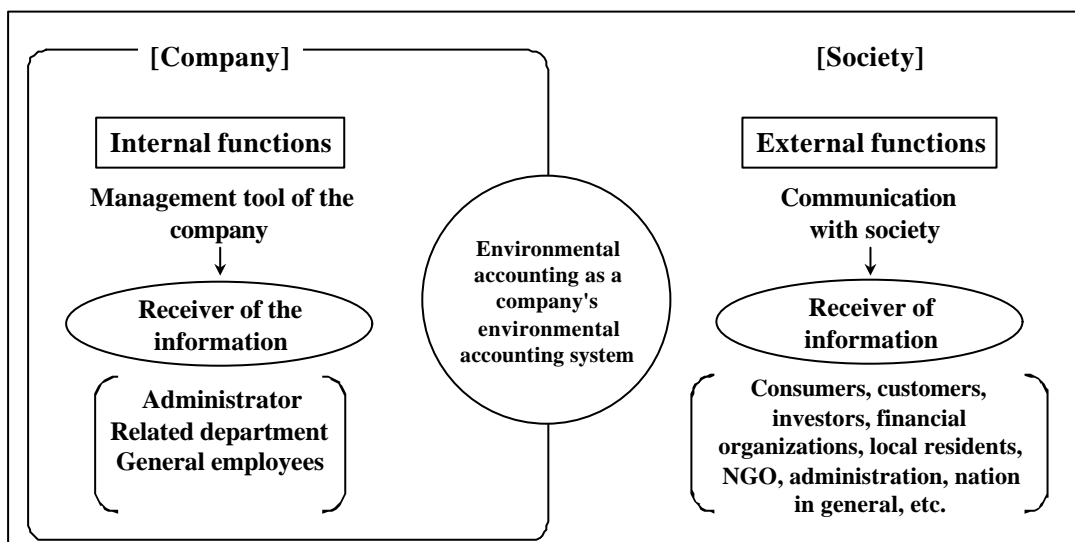 [Company]
Internal functions
Management tool of the
company
Receiver of the
information
Administrator
Related department
General employees
Environmental
accounting as a
company's
environmental
accounting system
[Society]
External functions
Communication
with society
Receiver of
information
Consumers, customers,
investors, financial
organizations, local residents,
NGO, administration, nation
in general, etc.